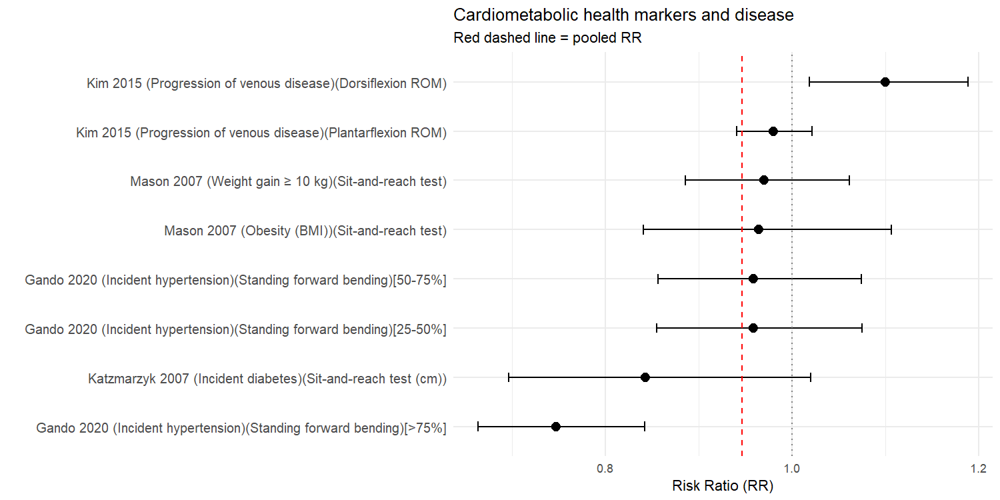 Cardiometabolic health markers and disease
Red dashed line = pooled RR
Kim 2015 (Progression of venous disease)(Dorsiflexion ROM)
Kim 2015 (Progression of venous disease)(Plantarflexion ROM)
Mason 2007 (Weight gain ≥ 10 kg)(Sit-and-reach test)
Mason 2007 (Obesity (BMI))(Sit-and-reach test)
Gando 2020 (Incident hypertension)(Standing forward bending)[50-75%]
Gando 2020 (Incident hypertension)(Standing forward bending)[25-50%]
Katzmarzyk 2007 (Incident diabetes)(Sit-and-reach test (cm))
Gando 2020 (Incident hypertension)(Standing forward bending)[>75%]
0.8 1.0 1.2
Risk Ratio (RR)